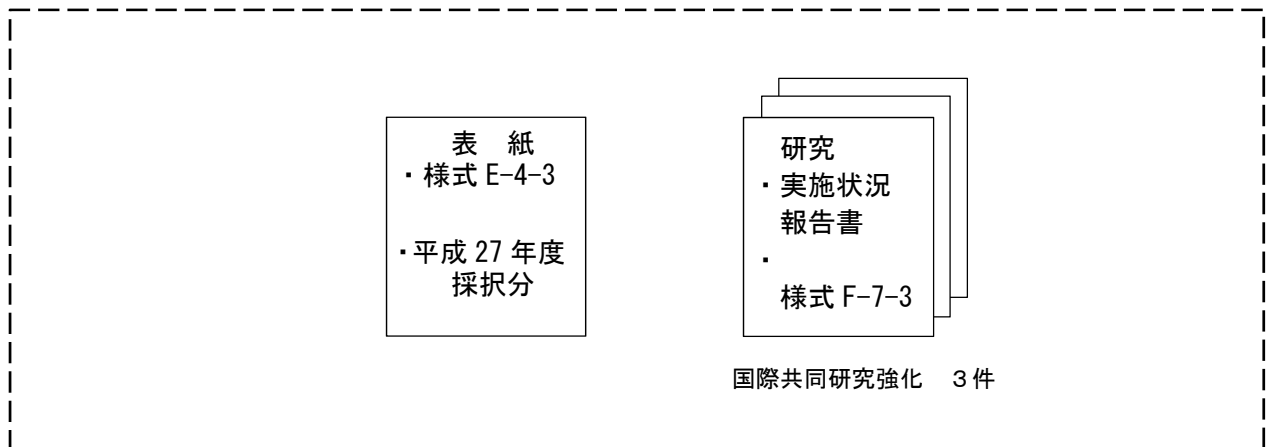 表　紙
・様式 E-4-3
・平成 27 年度
採択分
研究
・実施状況
報告書
・
様式 F-7-3
国際共同研究強化　３件